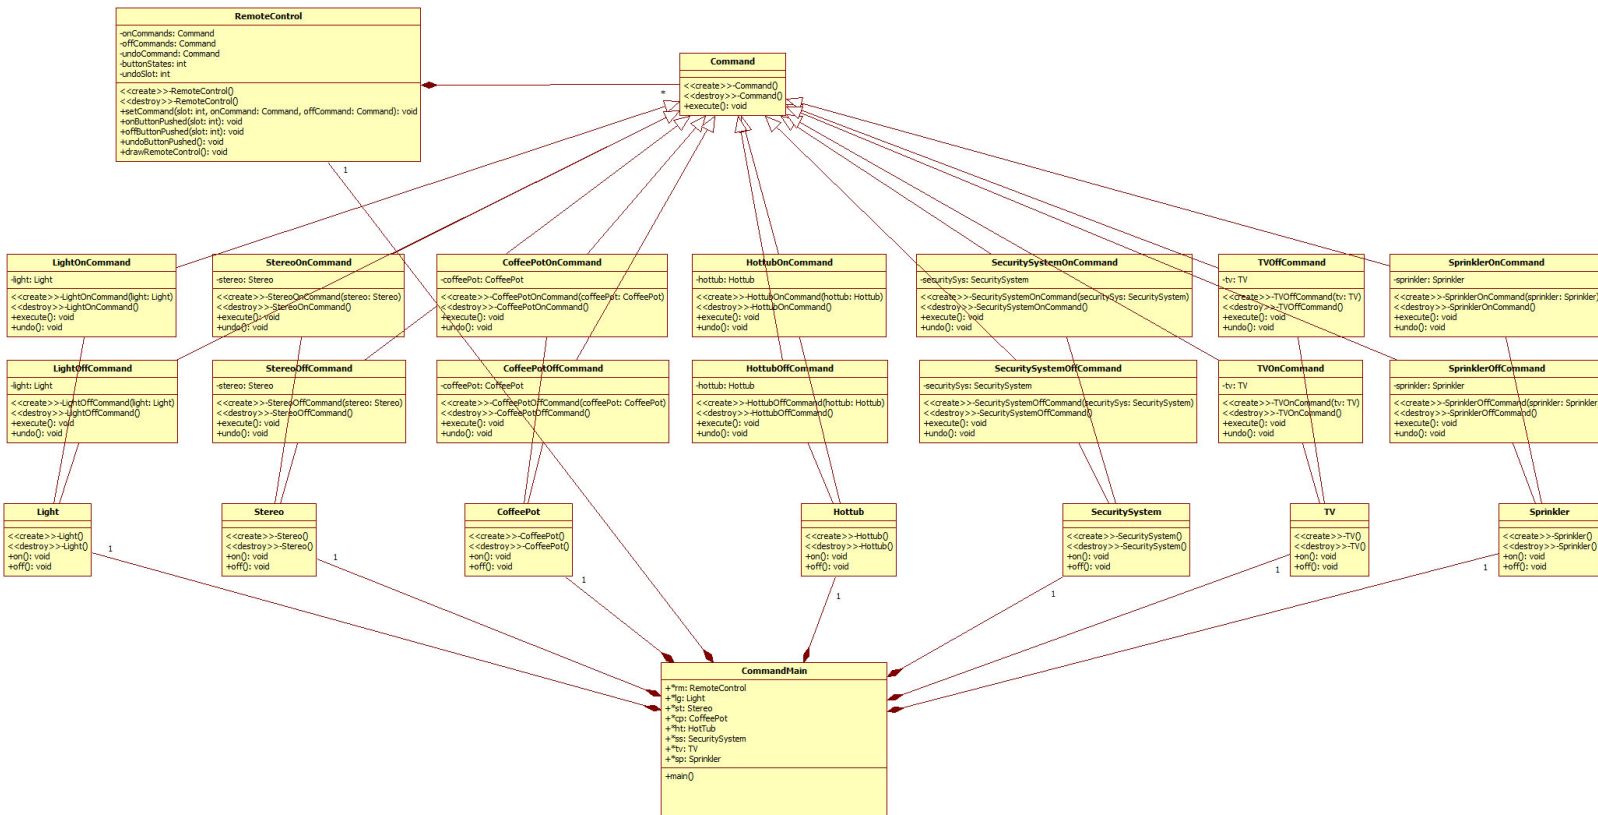 RemoteControl
-onCommands: Command
-offCommands: Command
-undoCommand: Command
-buttonStates: int
-undoSlot: int
<<create>>-RemoteControl()
<<destroy>>-RemoteControl()
+setCommand(slot: int, onCommand: Command, offCommand: Command): void
+onButtonPushed(slot: int): void
+offButtonPushed(slot: int): void
+undoButtonPushed(): void
+drawRemoteControl(): void
1
*
Command
<<create>>-Command()
<<destroy>>-Command()
+execute(): void
LightOnCommand
-light: Light
<<create>>-LightOnCommand(light: Light)
<<destroy>>-LightOnCommand()
+execute(): void
+undo(): void
StereoOnCommand
-stereo: Stereo
<<create>>-StereoOnCommand(stereo: Stereo)
<<destroy>>-StereoOnCommand()
+execute(): void
+undo(): void
CoffeePotOnCommand
-coffeePot: CoffeePot
<<create>>-CoffeePotOnCommand(coffeePot: CoffeePot)
<<destroy>>-CoffeePotOnCommand()
+execute(): void
+undo(): void
HottubOnCommand
-hottub: Hottub
<<create>>-HottubOnCommand(hottub: Hottub)
<<destroy>>-HottubOnCommand()
+execute(): void
+undo(): void
SecuritySystemOnCommand
-securitySys: SecuritySystem
<<create>>-SecuritySystemOnCommand(securitySys: SecuritySystem)
<<destroy>>-SecuritySystemOnCommand()
+execute(): void
+undo(): void
TVOffCommand
-tv: TV
<<create>>-TVOffCommand(tv: TV)
<<destroy>>-TVOffCommand()
+execute(): void
+undo(): void
SprinklerOnCommand
-sprinkler: Sprinkler
<<create>>-SprinklerOnCommand(sprinkler: Sprinkler)
<<destroy>>-SprinklerOnCommand()
+execute(): void
+undo(): void
LightOffCommand
-light: Light
<<create>>-LightOffCommand(light: Light)
<<destroy>>-LightOffCommand()
+execute(): void
+undo(): void
StereoOffCommand
-stereo: Stereo
<<create>>-StereoOffCommand(stereo: Stereo)
<<destroy>>-StereoOffCommand()
+execute(): void
+undo(): void
CoffeePotOffCommand
-coffeePot: CoffeePot
<<create>>-CoffeePotOffCommand(coffeePot: CoffeePot)
<<destroy>>-CoffeePotOffCommand()
+execute(): void
+undo(): void
HottubOffCommand
-hottub: Hottub
<<create>>-HottubOffCommand(hottub: Hottub)
<<destroy>>-HottubOffCommand()
+execute(): void
+undo(): void
SecuritySystemOffCommand
-securitySys: SecuritySystem
<<create>>-SecuritySystemOffCommand(securitySys: SecuritySystem)
<<destroy>>-SecuritySystemOffCommand()
+execute(): void
+undo(): void
TVOnCommand
-tv: TV
<<create>>-TVOnCommand(tv: TV)
<<destroy>>-TVOnCommand()
+execute(): void
+undo(): void
SprinklerOffCommand
-sprinkler: Sprinkler
<<create>>-SprinklerOffCommand(sprinkler: Sprinkler
<<destroy>>-SprinklerOffCommand()
+execute(): void
+undo(): void
Light
<<create>>-Light()
<<destroy>>-Light()
+on(): void
+off(): void
1
Stereo
<<create>>-Stereo()
<<destroy>>-Stereo()
+on(): void
+off(): void
1
CoffeePot
<<create>>-CoffeePot()
<<destroy>>-CoffeePot()
+on(): void
+off(): void
1
Hottub
<<create>>-Hottub()
<<destroy>>-Hottub()
+on(): void
+off(): void
1
SecuritySystem
<<create>>-SecuritySystem()
<<destroy>>-SecuritySystem()
+on(): void
+off(): void
1
TV
<<create>>-TV()
<<destroy>>-TV()
+on(): void
+off(): void
1
Sprinkler
<<create>>-Sprinkler()
<<destroy>>-Sprinkler()
+on(): void
+off(): void
1
CommandMain
+*rm: RemoteControl
+*lg: Light
+*st: Stereo
+*cp: CoffeePot
+*ht: HotTub
+*ss: SecuritySystem
+*tv: TV
+*sp: Sprinkler
+main()